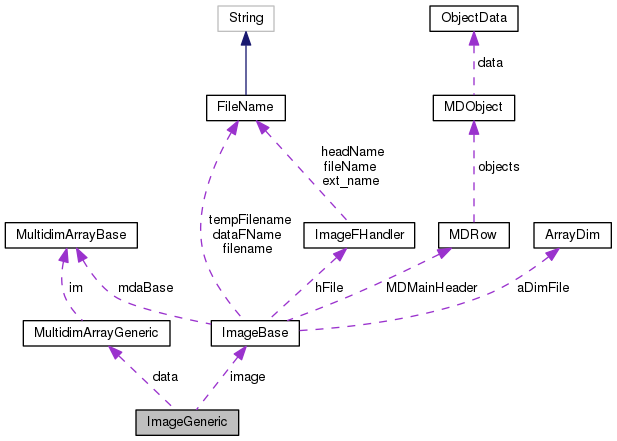 String
ObjectData
data
FileName
MDObject
headName
fileName
ext_name
objects
tempFilename
dataFName
filename
MultidimArrayBase
ImageFHandler
MDRow
ArrayDim
im
mdaBase
hFile
MDMainHeader
aDimFile
MultidimArrayGeneric
ImageBase
data
image
ImageGeneric